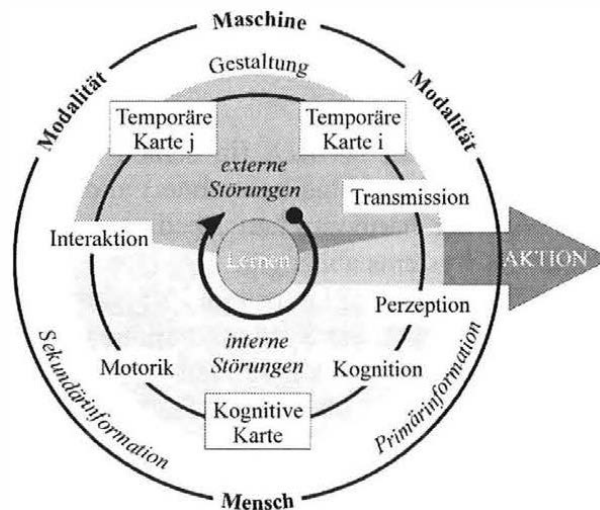 Maschine
Gestaltung
Modalität
Modalität
Temporäre
Karte j
Temporäre
Karte i
externe
Störungen
Transmission
Interaktion
Lernen
AKTION
Perzeption
interne
Störungen
Motorik
Kognition
Sekundärinformation
Primärinformation
Kognitive
Karte
Mensch